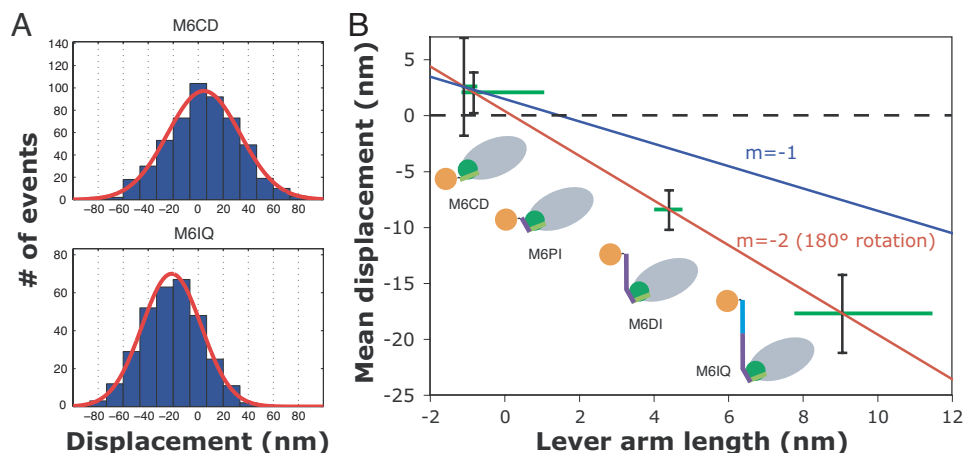 A
M6CD
140
120
100
80
60
40
20
0
-80 -60 -40 -20 0 20 40 60 80
# of events
M6IQ
80
60
40
20
0
-80 -60 -40 -20 0 20 40 60 80
Displacement (nm)
B
Mean displacement (nm)
5
0
-5
-10
-15
-20
-25
-2 0 2 4 6 8 10 12
Lever arm length (nm)
m=-1
m=-2 (180° rotation)
M6CD
M6PI
M6DI
M6IQ